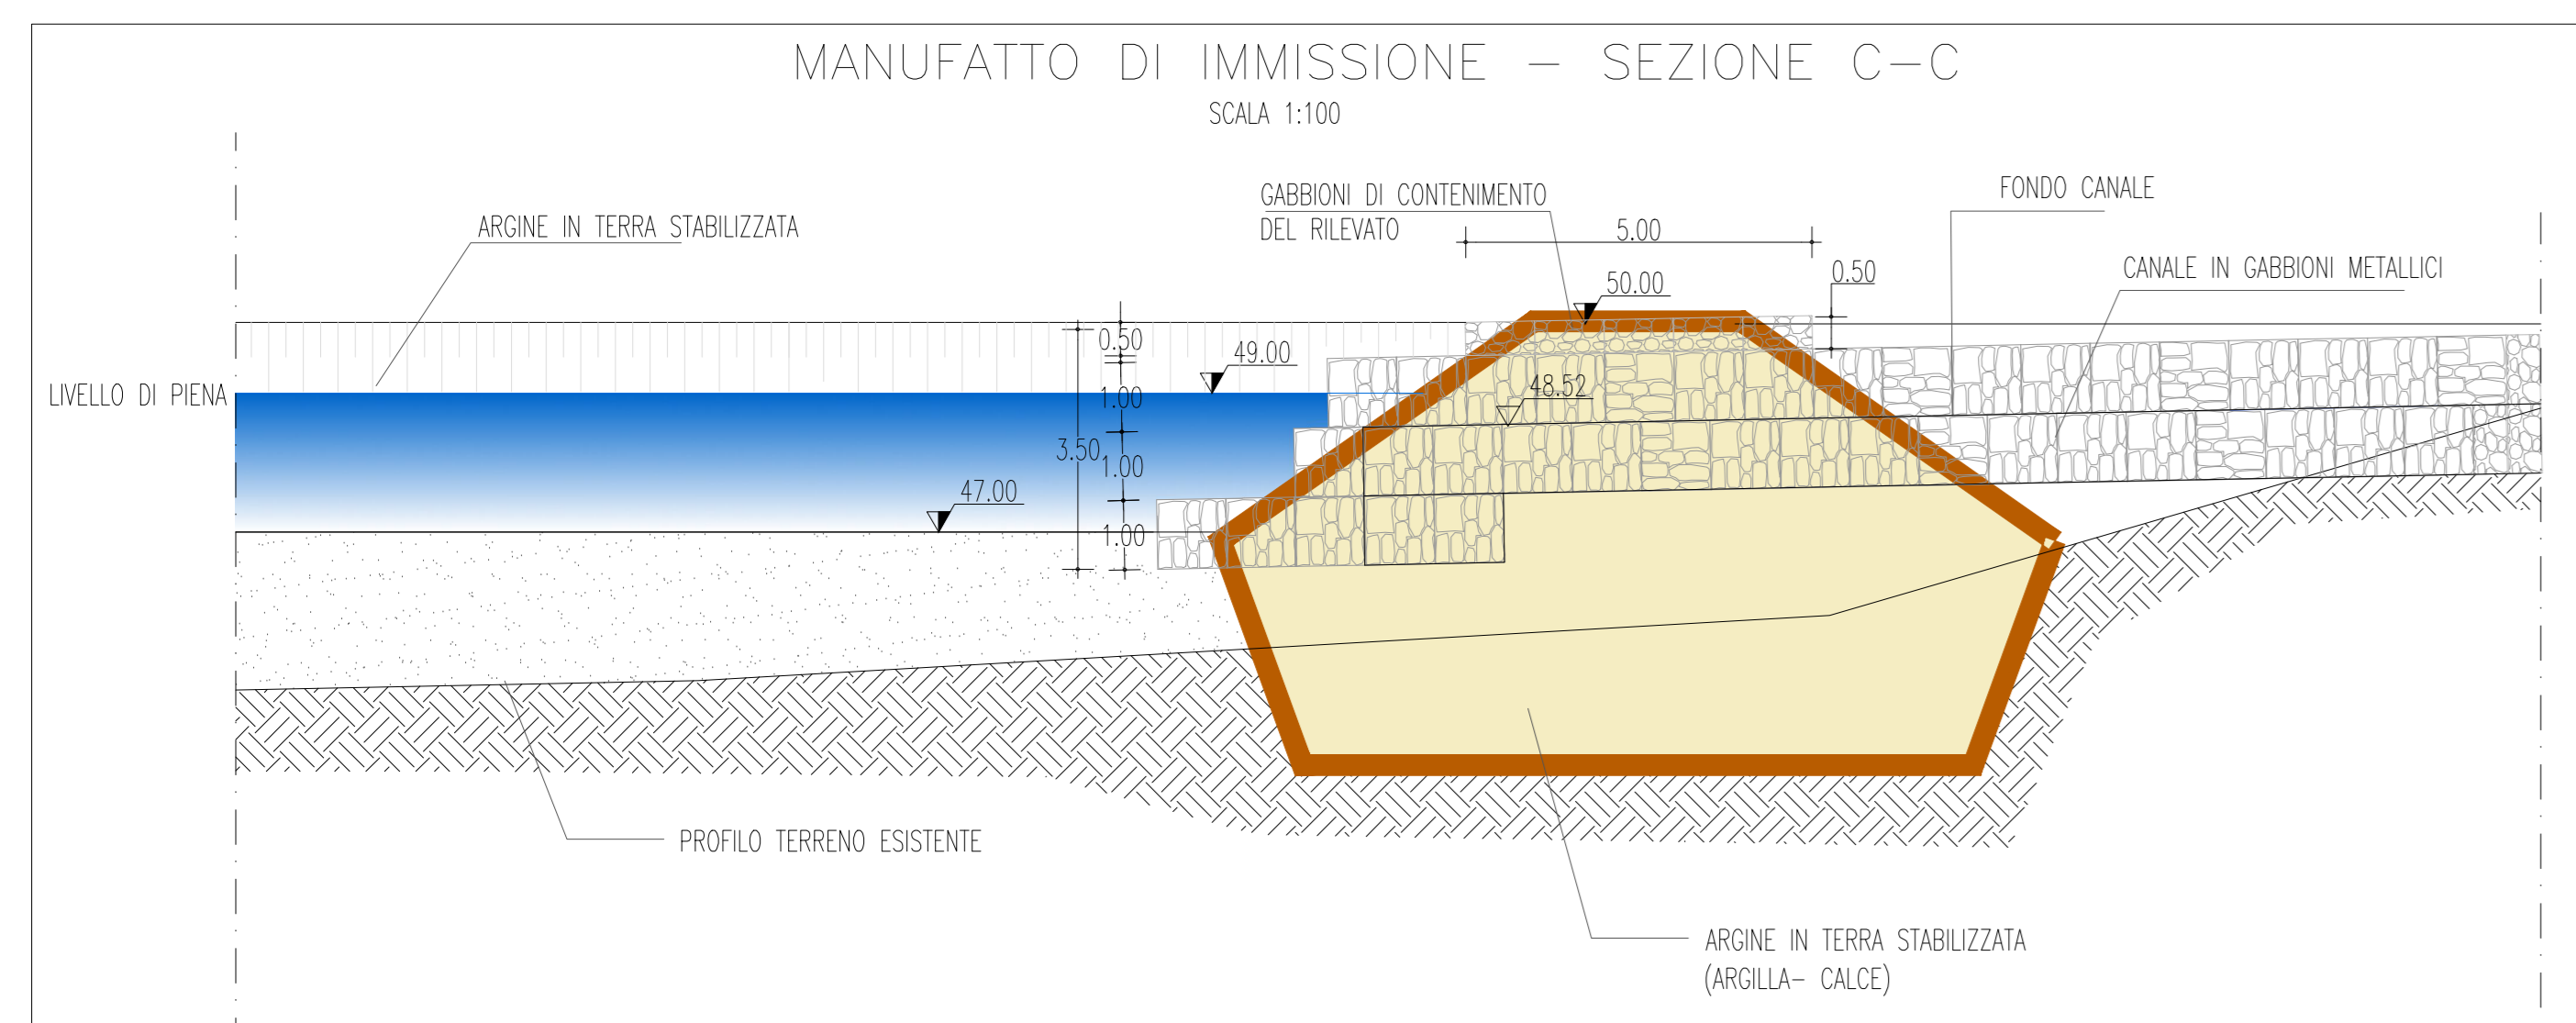 MANUFATTO DI IMMISSIONE - SEZIONE C-C
SCALA 1:100
GABBIONI DI CONTENIMENTO
DEL RILEVATO
FONDO CANALE
ARGINE IN TERRA STABILIZZATA
5.00
CANALE IN GABBIONI METALLICI
0.50
50.00
0.50
49.00
LIVELLO DI PIENA
1.00
48.52
3.50
1.00
47.00
1.00
PROFILO TERRENO ESISTENTE
ARGINE IN TERRA STABILIZZATA
(ARGILLA- CALCE)